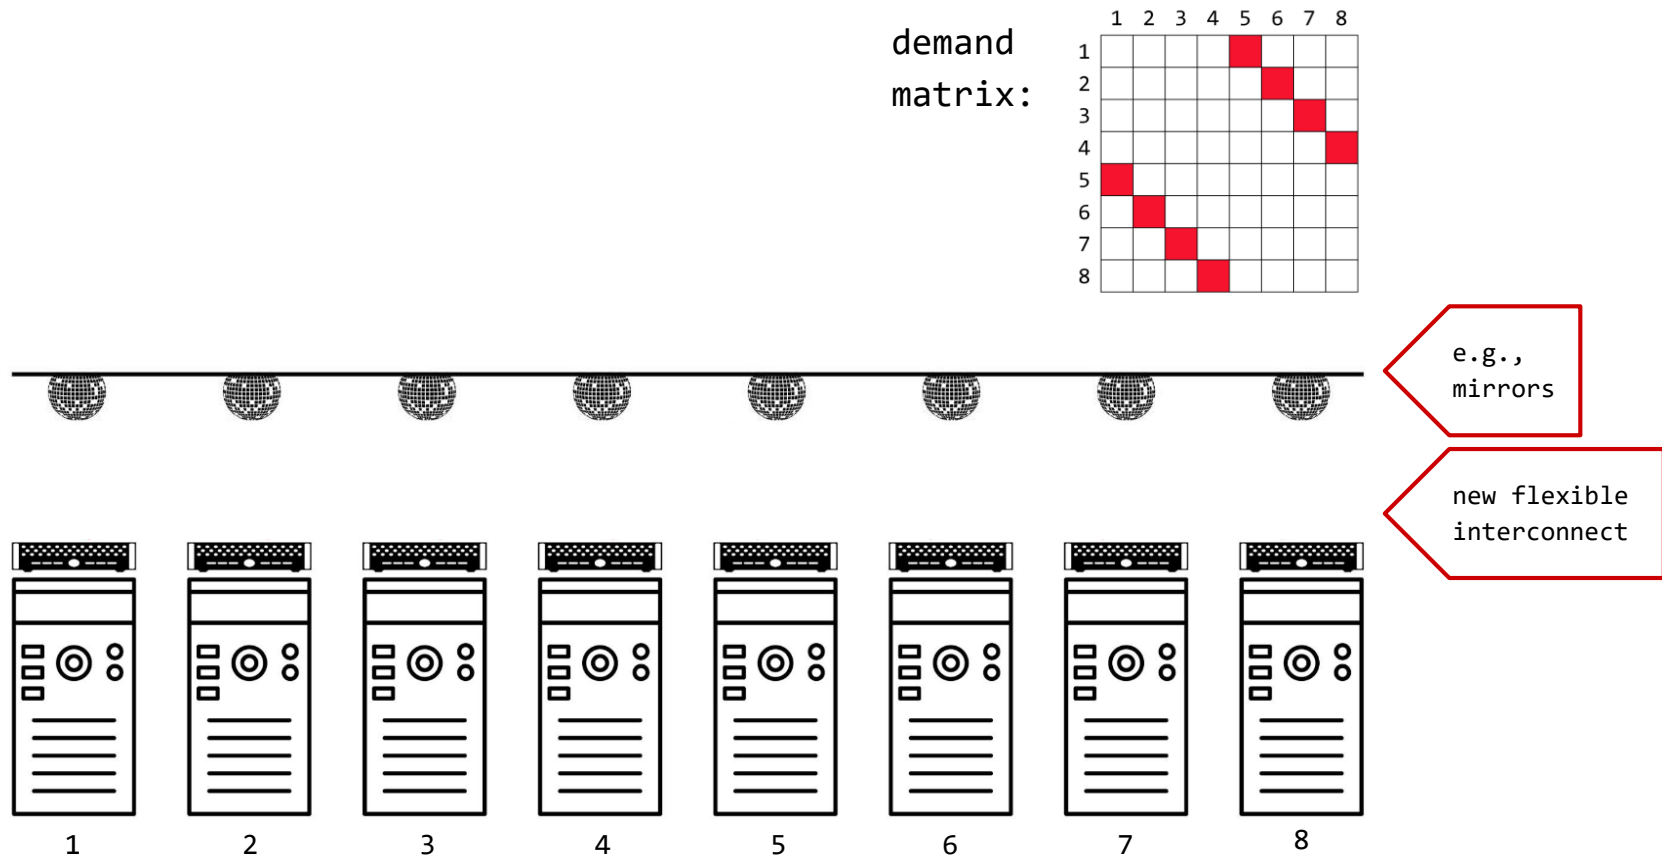 demand
matrix:
1 2 3 4 5 6 7 8
1
2
3
4
5
6
7
8
e.g.,
mirrors
new flexible
interconnect
1 2 3 4 5 6 7 8